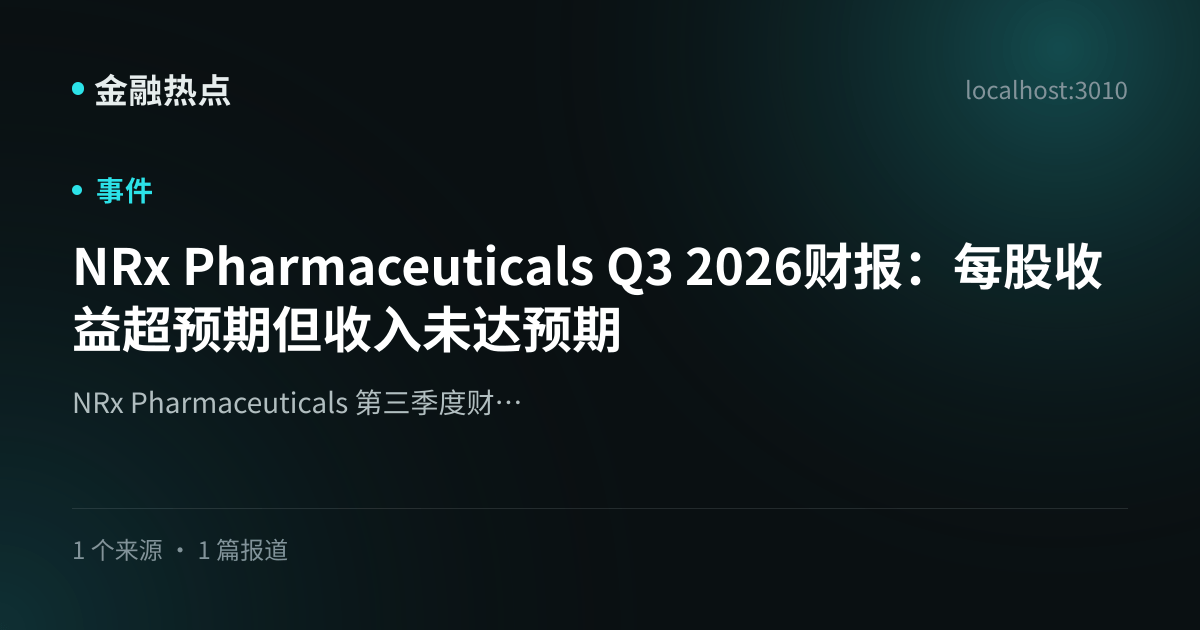 金融热点
localhost:3010
事件
NRx Pharmaceuticals Q3 2026财报：每股收
益超预期但收入未达预期
NRx Pharmaceuticals 第三季度财…
1 个来源 • 1 篇报道